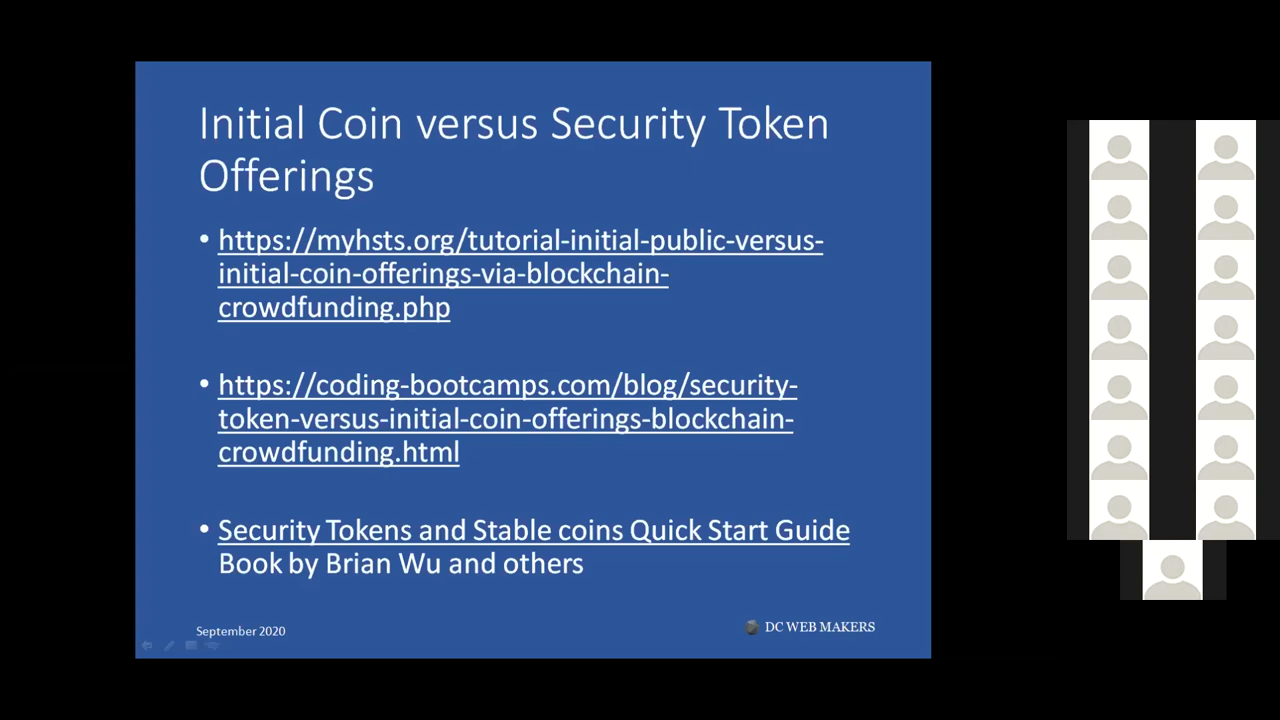 Initial Coin versus Security Token
Offerings
• https://myhsts.org/tutorial-initial-public-versus-
initial-coin-offerings-via-blockchain-
crowdfunding.php
• https://coding-bootcamps.com/blog/security-
token-versus-initial-coin-offerings-blockchain-
crowdfunding.html
• Security Tokens and Stable coins Quick Start Guide
Book by Brian Wu and others
September 2020
DC WEB MAKERS